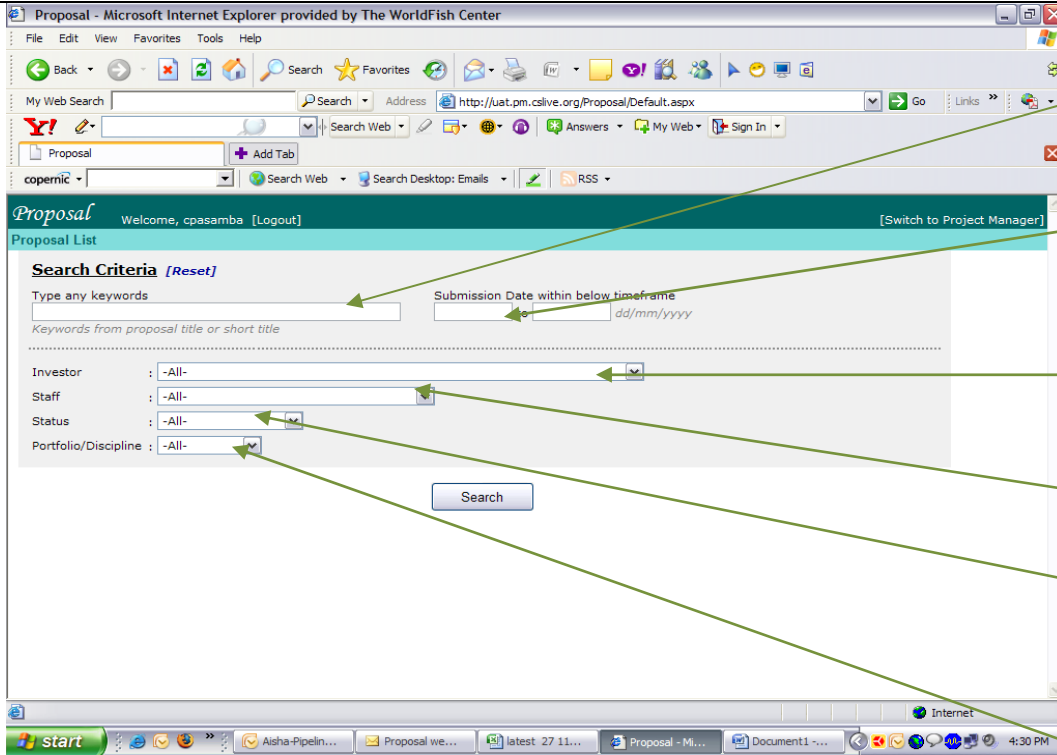 Proposal - Microsoft Internet Explorer provided by The WorldFish Center
File Edit View Favorites Tools Help
Back Search Favorites
My Web Search Search Address http://uat.pm.cslive.org/Proposal/Default.aspx Go Links »
Y! Search Web Answers My Web Sign In
Proposal Add Tab
copernic Search Web Search Desktop: Emails RSS
Proposal Welcome, cpasamba [Logout] [Switch to Project Manager]
Proposal List
Search Criteria [Reset]
Type any keywords Submission Date within below timeframe
to dd/mm/yyyy
Keywords from proposal title or short title
Investor : -All-
Staff : -All-
Status : -All-
Portfolio/Discipline : -All-
Search
Internet
start » Aisha-Pipelin... Proposal we... latest 27 11... Proposal - Mi... Document1 -... 4:30 PM